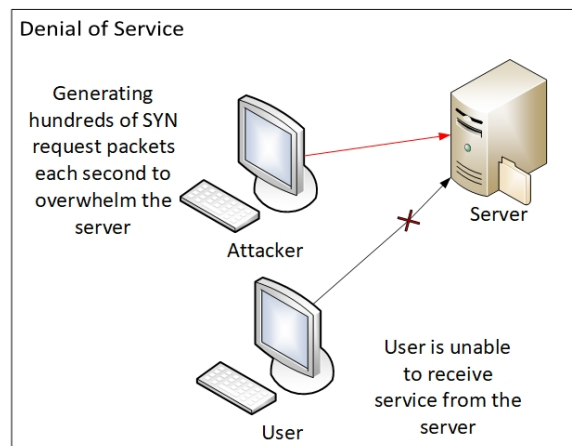 Denial of Service
Generating
hundreds of SYN
request packets
each second to
overwhelm the
server
Attacker
Server
User is unable
to receive
service from the
server
User